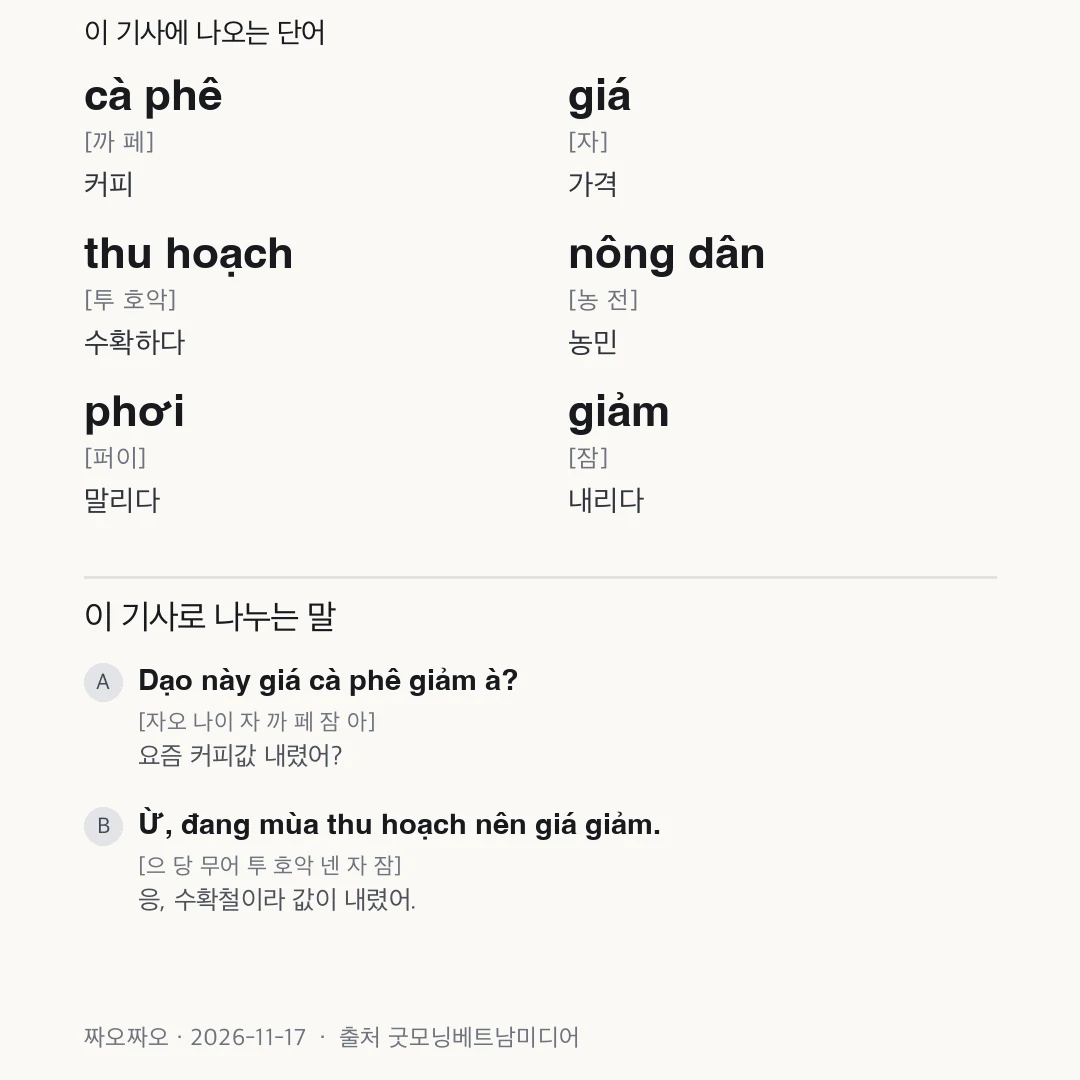 이 기사에 나오는 단어
cà phê
[까 페]
커피
giá
[자]
가격
thu hoạch
[투 호악]
수확하다
nông dân
[농 전]
농민
phơi
[퍼이]
말리다
giảm
[잠]
내리다
이 기사로 나누는 말
A Dạo này giá cà phê giảm à?
[자오 나이 자 까 페 잠 아]
요즘 커피값 내렸어?
B Ừ, đang mùa thu hoạch nên giá giảm.
[으 당 무어 투 호악 넨 자 잠]
응, 수확철이라 값이 내렸어.
짜오짜오 · 2026-11-17 · 출처 굿모닝베트남미디어